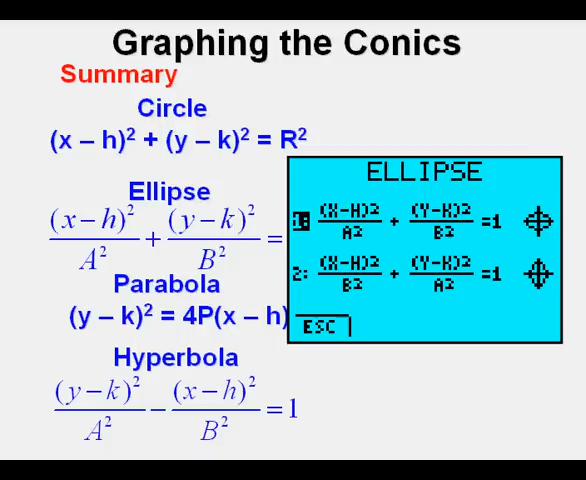 Graphing the Conics
Summary
Circle
(x – h)² + (y – k)² = R²
Ellipse
(x – h)²/A² + (y – k)²/B² =
Parabola
(y – k)² = 4P(x – h)
Hyperbola
(y – k)²/A² – (x – h)²/B² = 1
ELLIPSE
1: (X-H)²/A² + (Y-K)²/B² =1
2: (X-H)²/B² + (Y-K)²/A² =1
ESC